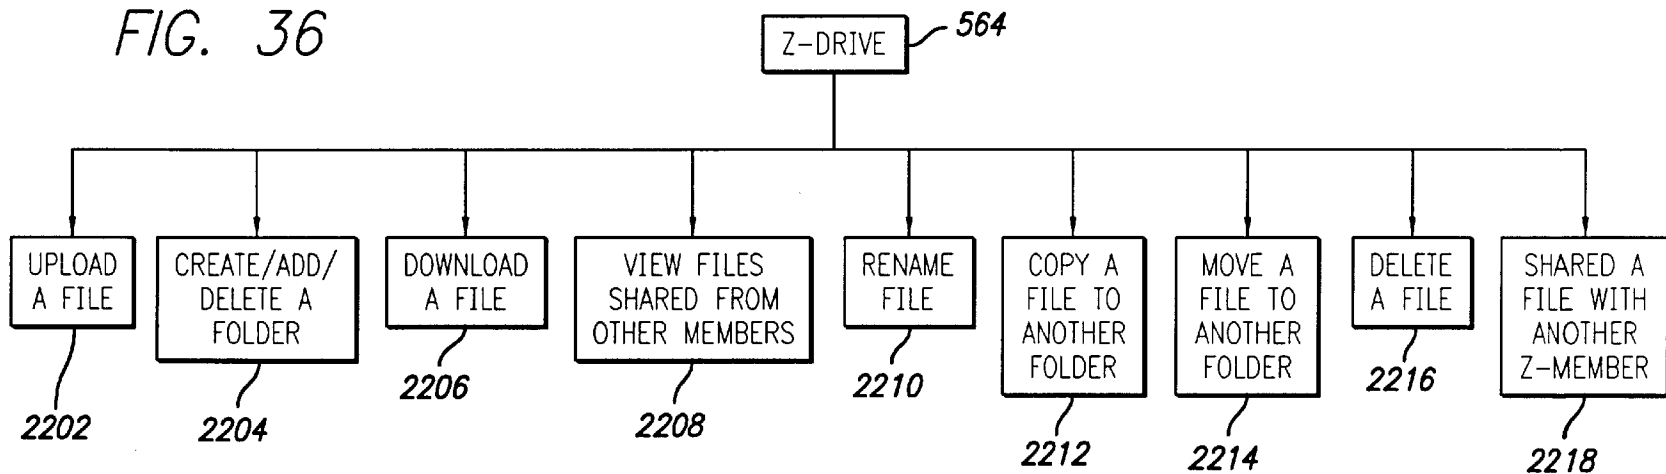 FIG. 36
Z-DRIVE
564
UPLOAD
A FILE
2202
CREATE/ADD/
DELETE A
FOLDER
2204
DOWNLOAD
A FILE
2206
VIEW FILES
SHARED FROM
OTHER MEMBERS
2208
RENAME
FILE
2210
COPY A
FILE TO
ANOTHER
FOLDER
2212
MOVE A
FILE TO
ANOTHER
FOLDER
2214
DELETE
A FILE
2216
SHARED A
FILE WITH
ANOTHER
Z-MEMBER
2218